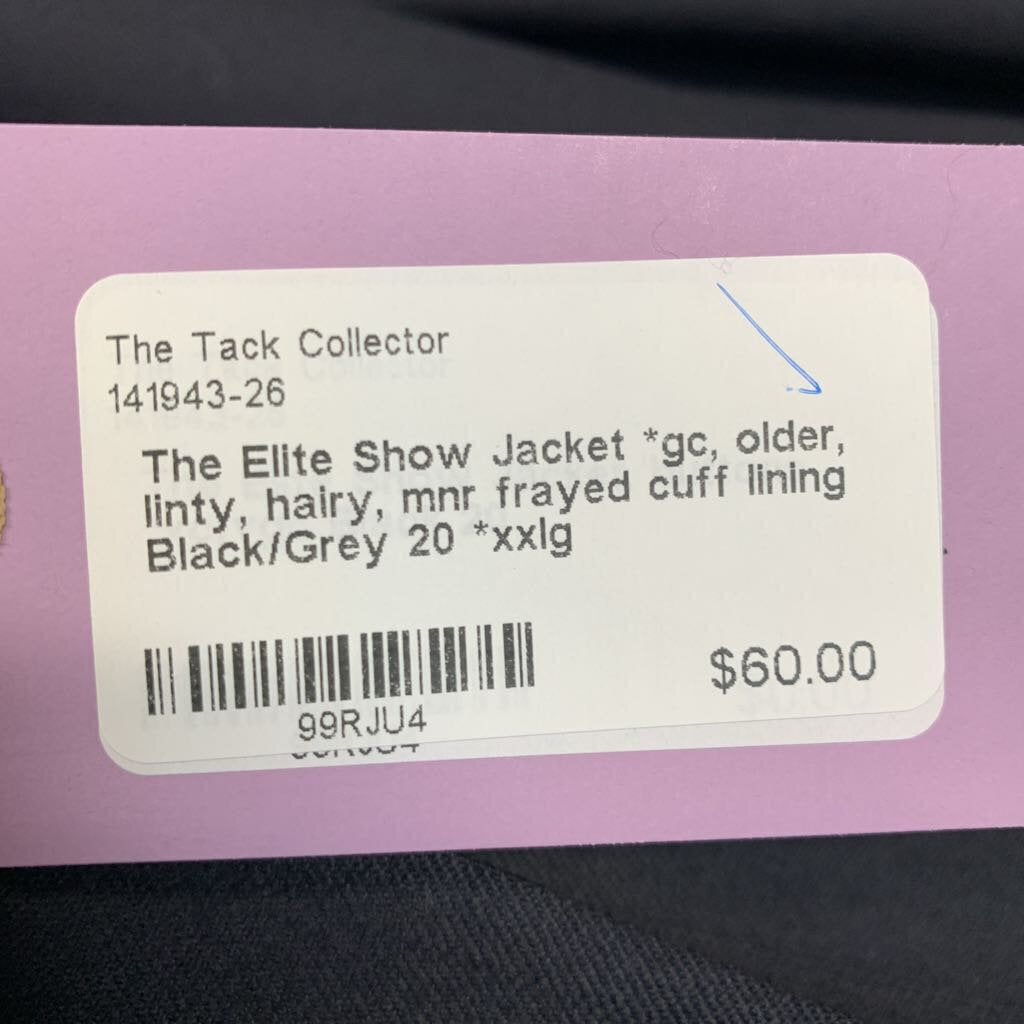 The Tack Collector
141943-26
The Elite Show Jacket *gc, older,
linty, hairy, mnr frayed cuff lining
Black/Grey 20 *xxlg
99RJU4
$60.00